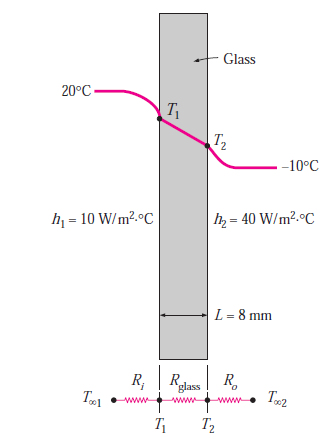 Glass
20°C
T₁
T₂
–10°C
h₁ = 10 W/m²·°C
h₂ = 40 W/m²·°C
L = 8 mm
Rᵢ R_glass Rₒ
T∞1 T∞2
T₁ T₂